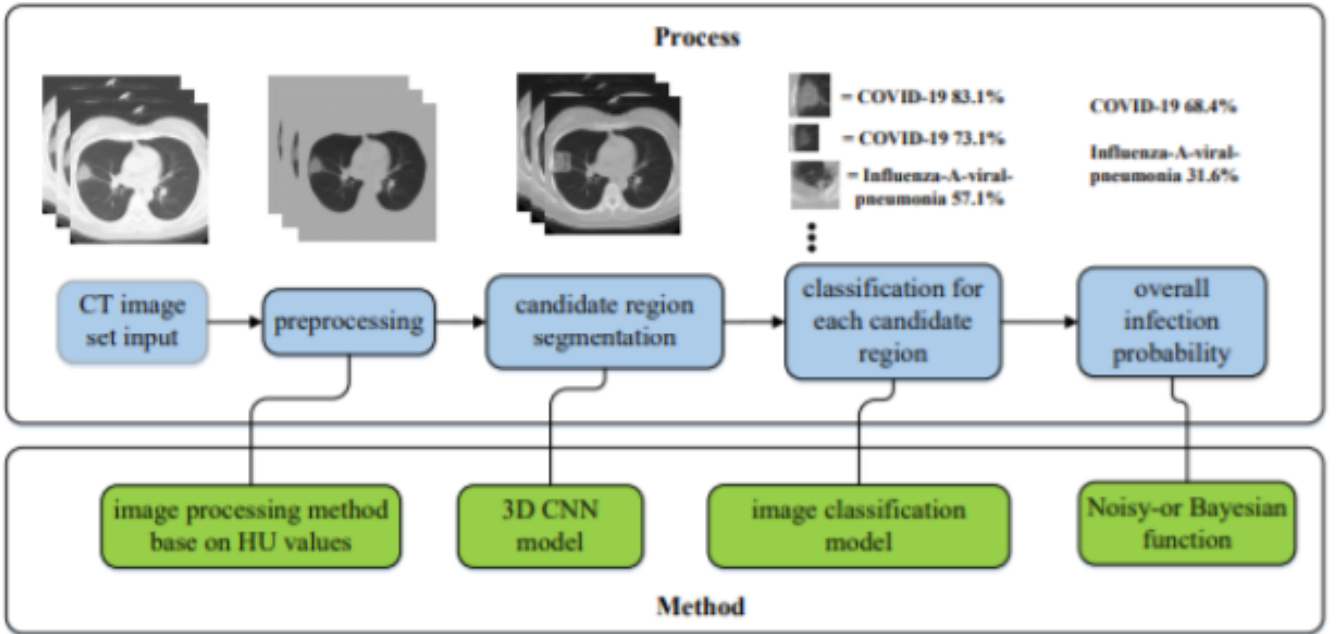 Process
= COVID-19 83.1%
= COVID-19 73.1%
= Influenza-A-viral-
pneumonia 57.1%
COVID-19 68.4%
Influenza-A-viral-
pneumonia 31.6%
CT image
set input
preprocessing
candidate region
segmentation
classification for
each candidate
region
overall
infection
probability
image processing method
base on HU values
3D CNN
model
image classification
model
Noisy-or Bayesian
function
Method